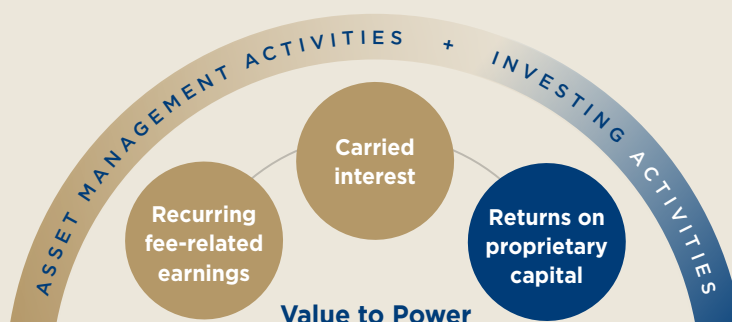 ASSET MANAGEMENT ACTIVITIES + INVESTING ACTIVITIES
Carried
interest
Recurring
fee-related
earnings
Returns on
proprietary
capital
Value to Power